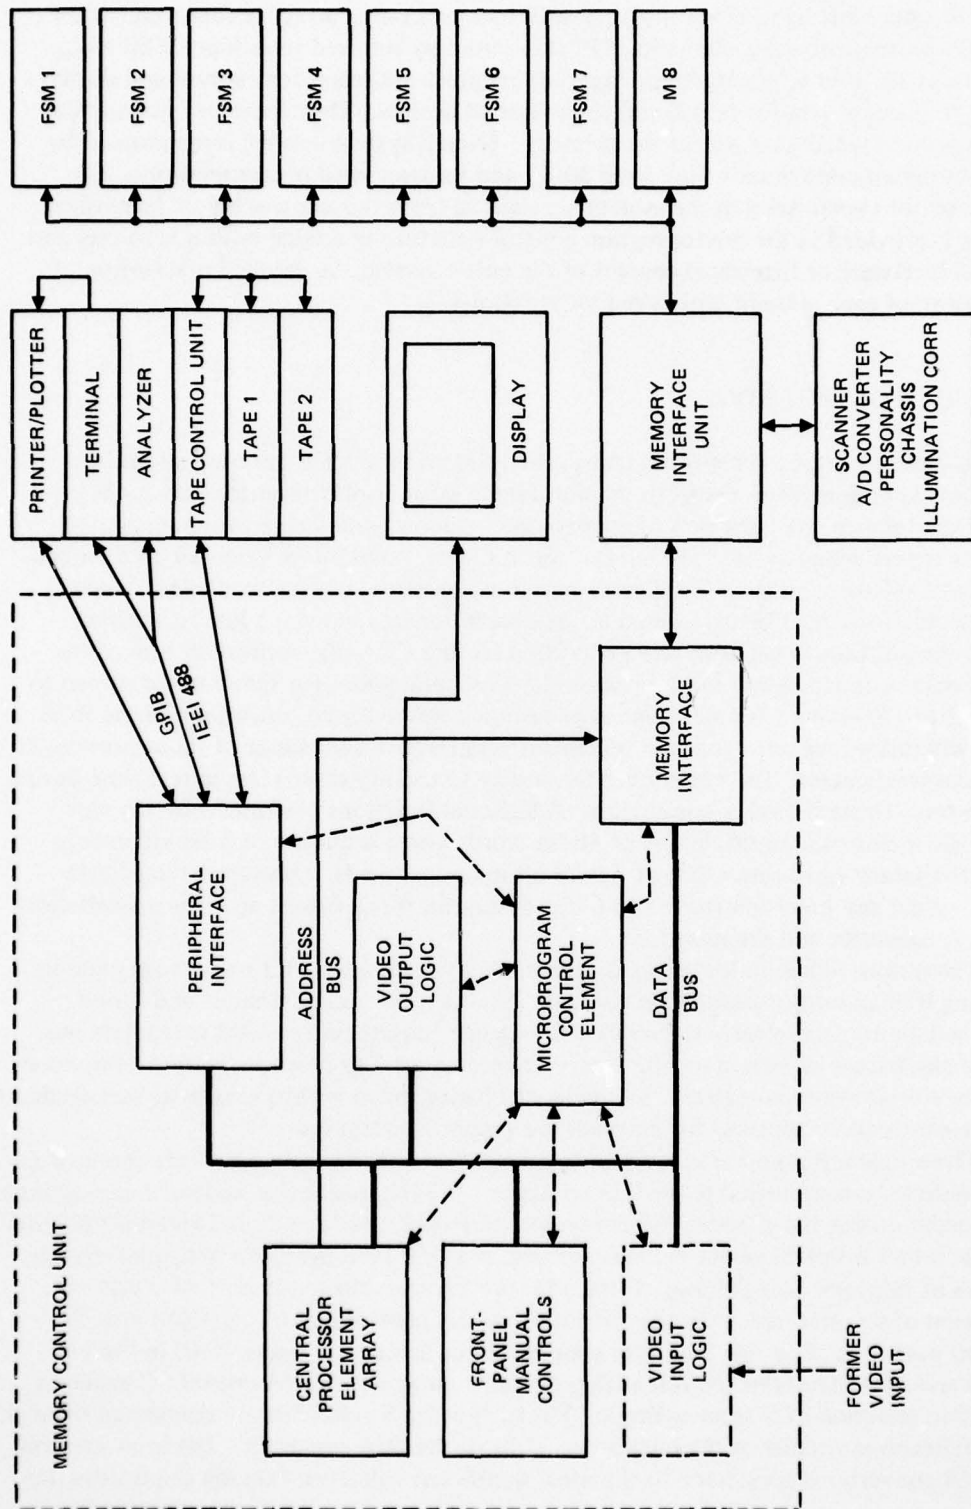 MEMORY CONTROL UNIT
CENTRAL
PROCESSOR
ELEMENT
ARRAY
FRONT-
PANEL
MANUAL
CONTROLS
VIDEO
INPUT
LOGIC
FORMER
VIDEO
INPUT
PERIPHERAL
INTERFACE
ADDRESS
BUS
VIDEO
OUTPUT
LOGIC
MICROPROGRAM
CONTROL
ELEMENT
DATA
BUS
MEMORY
INTERFACE
GPIB
IEEI 488
PRINTER/PLOTTER
TERMINAL
ANALYZER
TAPE CONTROL UNIT
TAPE 1
TAPE 2
DISPLAY
MEMORY
INTERFACE
UNIT
SCANNER
A/D CONVERTER
PERSONALITY
CHASSIS
ILLUMINATION CORR
FSM 1
FSM 2
FSM 3
FSM 4
FSM 5
FSM 6
FSM 7
M 8